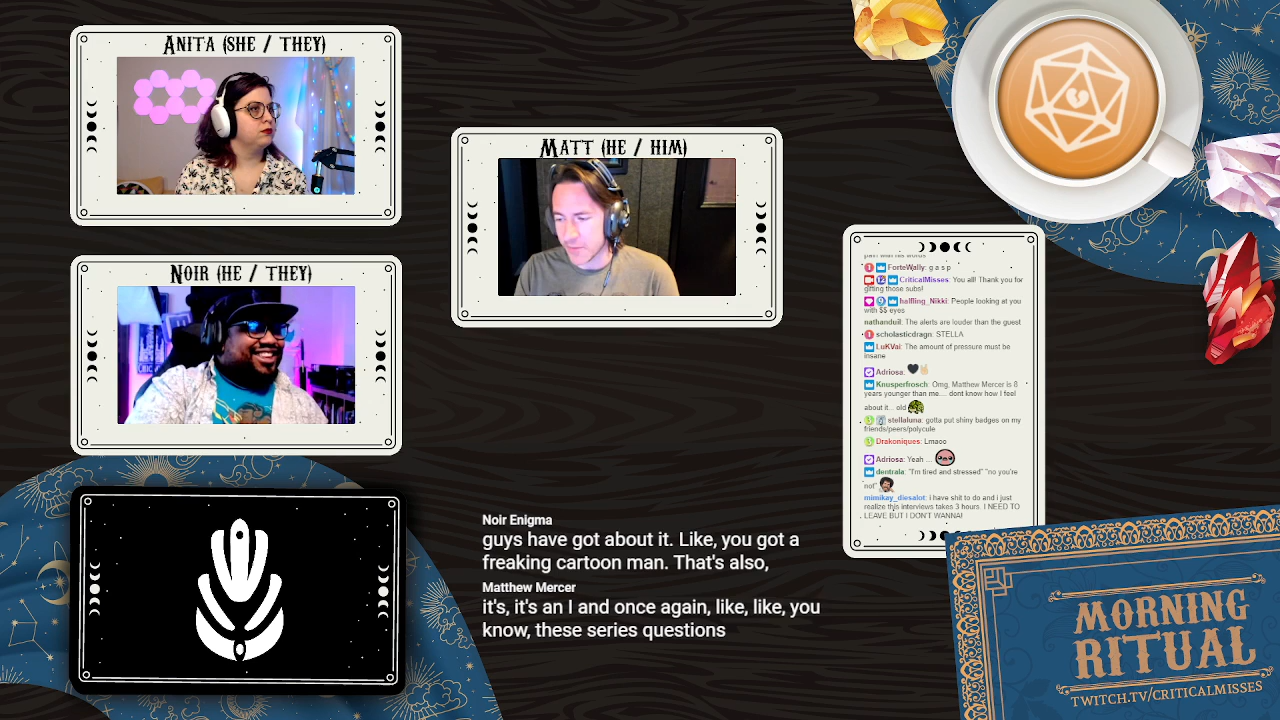 ANITA (SHE / THEY)
MATT (HE / HIM)
NOIR (HE / THEY)
ForteWally: g a s p
CriticalMisses: You all! Thank you for
gifting those subs!
halfling_Nikki: People looking at you
with $$ eyes
nathanduil: The alerts are louder than the guest
scholasticdragn: STELLA
LuKVai: The amount of pressure must be
insane
Adriosa:
Knusperfrosch: Omg, Matthew Mercer is 8
years younger than me.... dont know how I feel
about it... old
stellaluna: gotta put shiny badges on my
friends/peers/polycule
Drakoniques: Lmaoo
Adriosa: Yeah ...
dentrala: "I'm tired and stressed" "no you're
not"
mimikay_diesalot: i have shit to do and i just
realize this interviews takes 3 hours. I NEED TO
LEAVE BUT I DON'T WANNA!
Noir Enigma
guys have got about it. Like, you got a
freaking cartoon man. That's also,
Matthew Mercer
it's, it's an I and once again, like, like, you
know, these series questions
MORNING
RITUAL
TWITCH.TV/CRITICALMISSES